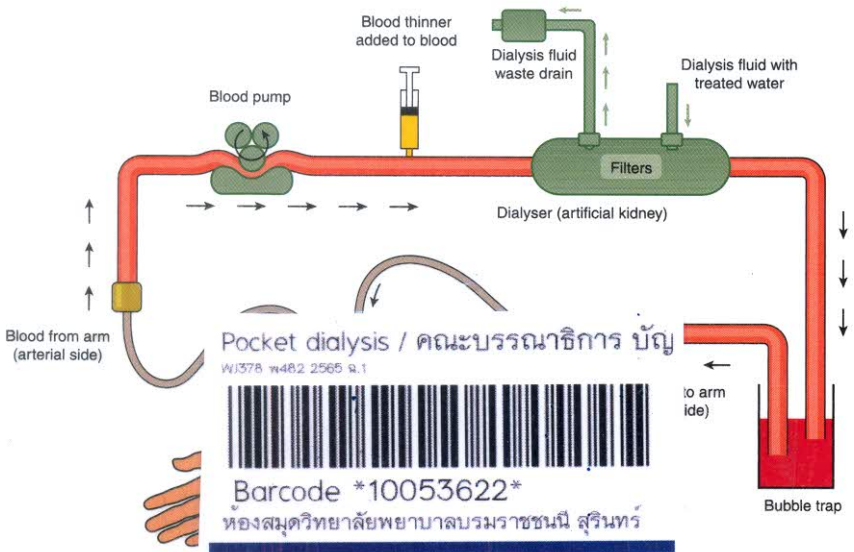 Blood thinner
added to blood
Dialysis fluid
waste drain
Dialysis fluid with
treated water
Blood pump
Filters
Dialyser (artificial kidney)
Blood from arm
(arterial side)
Pocket dialysis / คณะบรรณาธิการ บัญ
WJ378 พ482 2565 ฉ.1
to arm
ide)
Barcode *10053622*
ห้องสมุดวิทยาลัยพยาบาลบรมราชชนนี สุรินทร์
Bubble trap